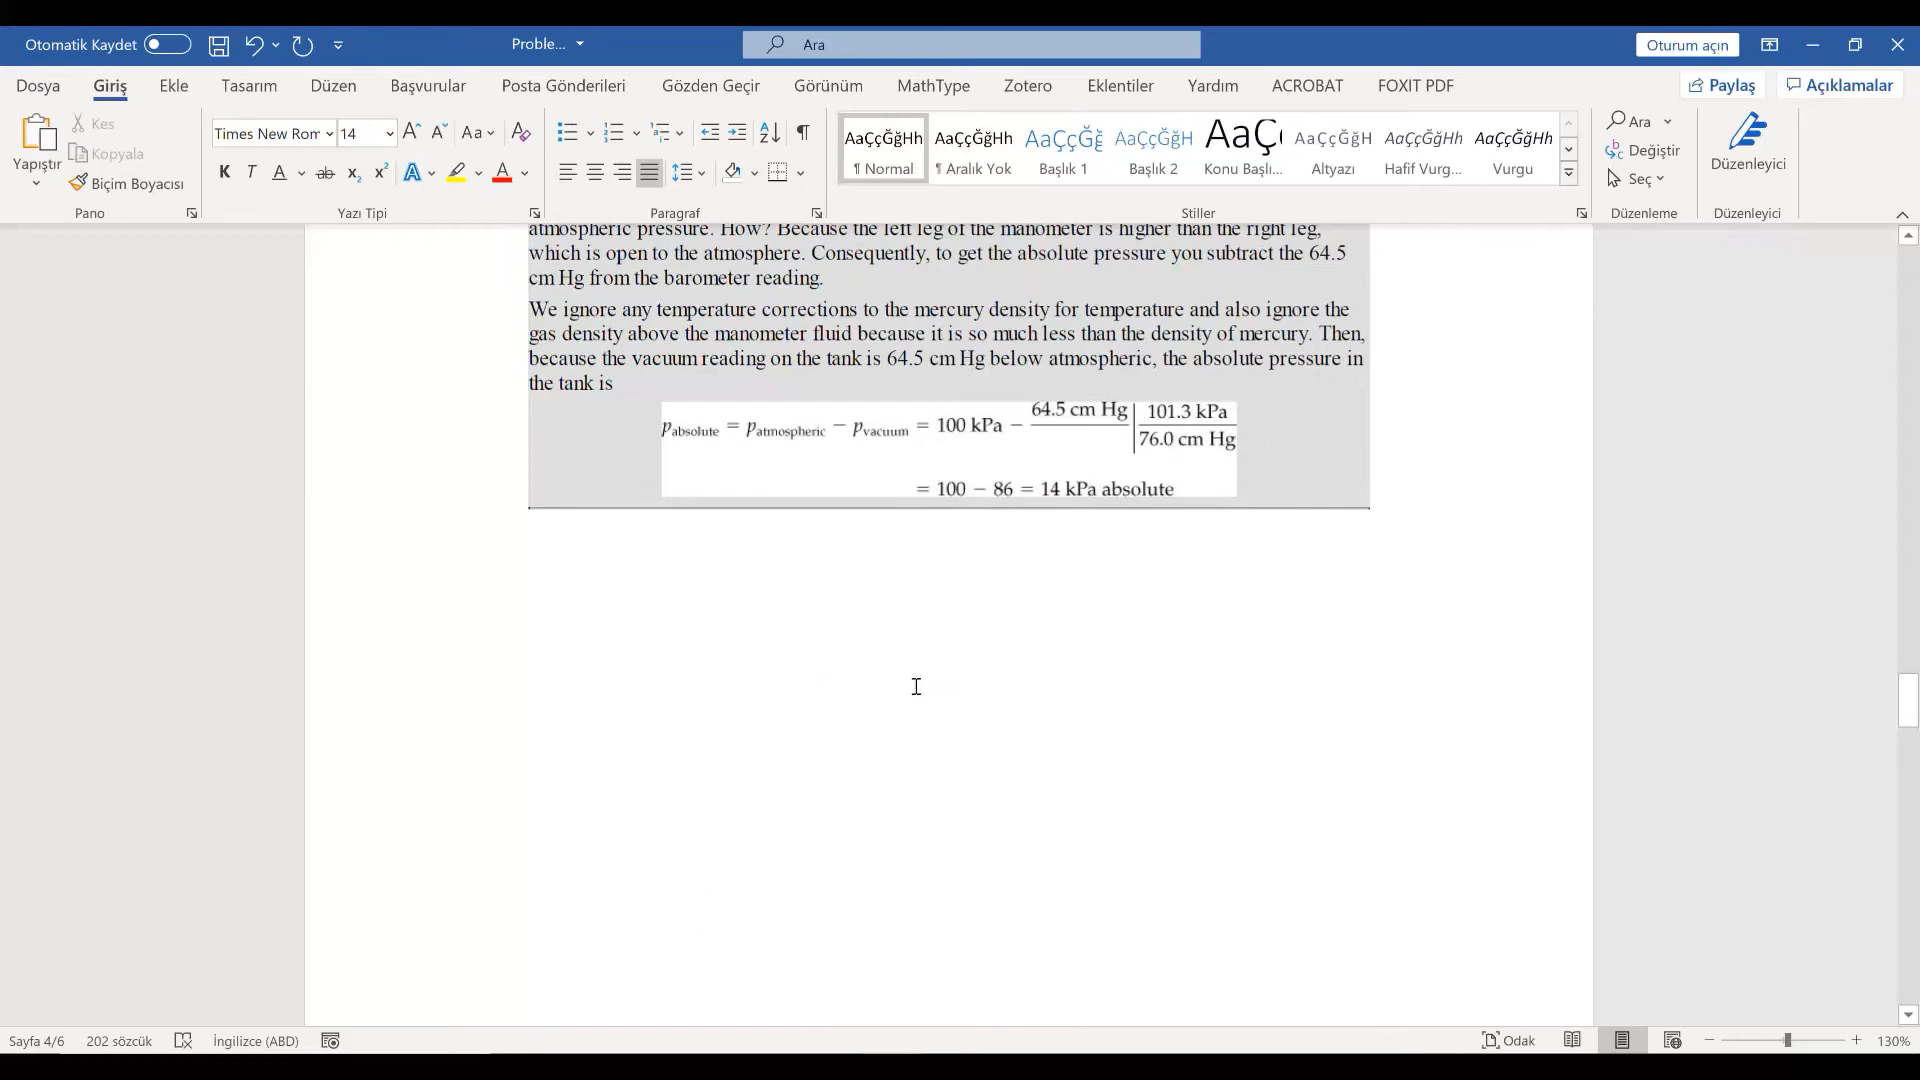 Otomatik Kaydet
Proble...
Ara
Oturum açın
Dosya Giriş Ekle Tasarım Düzen Başvurular Posta Gönderileri Gözden Geçir Görünüm MathType Zotero Eklentiler Yardım ACROBAT FOXIT PDF
Paylaş Açıklamalar
Yapıştır
Kes
Kopyala
Biçim Boyacısı
Pano
Times New Rom 14
Yazı Tipi
Paragraf
AaÇçĞğHh AaÇçĞğHh AaÇçĞğ AaÇçĞğH AaÇ AaÇçĞğH AaÇçĞğHh AaÇçĞğHh
¶ Normal ¶ Aralık Yok Başlık 1 Başlık 2 Konu Başlı... Altyazı Hafif Vurg... Vurgu
Stiller
Ara
Değiştir
Seç
Düzenleme
Düzenleyici
Düzenleyici
atmospheric pressure. How? Because the left leg of the manometer is higher than the right leg,
which is open to the atmosphere. Consequently, to get the absolute pressure you subtract the 64.5
cm Hg from the barometer reading.
We ignore any temperature corrections to the mercury density for temperature and also ignore the
gas density above the manometer fluid because it is so much less than the density of mercury. Then,
because the vacuum reading on the tank is 64.5 cm Hg below atmospheric, the absolute pressure in
the tank is
p absolute = p atmospheric − p vacuum = 100 kPa − 64.5 cm Hg | 101.3 kPa / 76.0 cm Hg
= 100 − 86 = 14 kPa absolute
Sayfa 4/6 202 sözcük İngilizce (ABD) Odak 130%